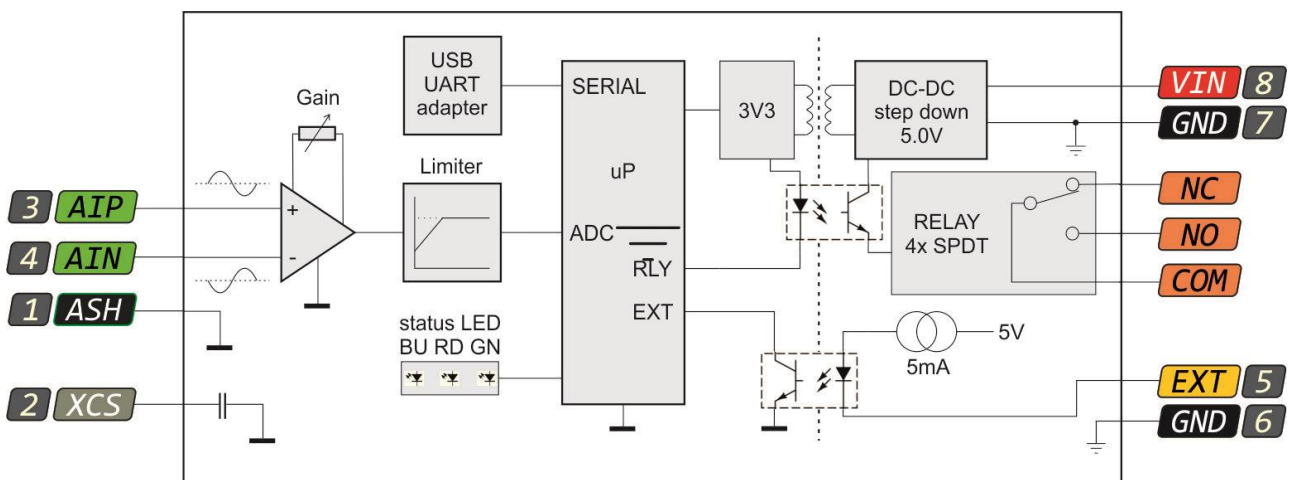 USB
UART
adapter
Gain
Limiter
+
-
SERIAL
uP
ADC
RLY
EXT
status LED
BU RD GN
3V3
DC-DC
step down
5.0V
RELAY
4x SPDT
5V
5mA
3 AIP
4 AIN
1 ASH
2 XCS
VIN 8
GND 7
NC
NO
COM
EXT 5
GND 6